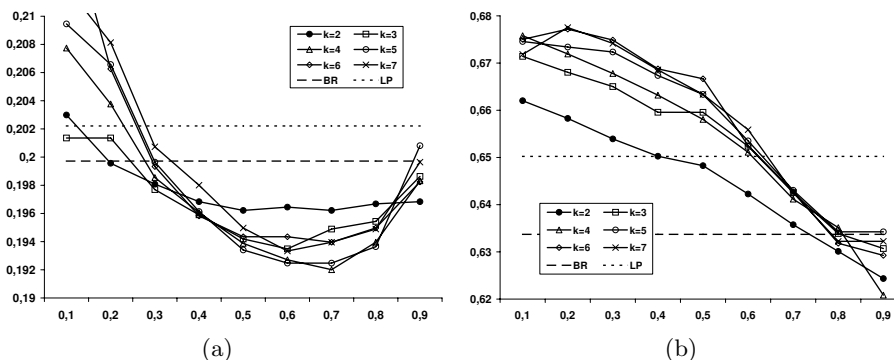 0,21
0,208
0,206
0,204
0,202
0,2
0,198
0,196
0,194
0,192
0,19
0,1 0,2 0,3 0,4 0,5 0,6 0,7 0,8 0,9
k=2 k=3
k=4 k=5
k=6 k=7
BR LP
(a)
0,68
0,67
0,66
0,65
0,64
0,63
0,62
0,1 0,2 0,3 0,4 0,5 0,6 0,7 0,8 0,9
k=2 k=3
k=4 k=5
k=6 k=7
BR LP
(b)